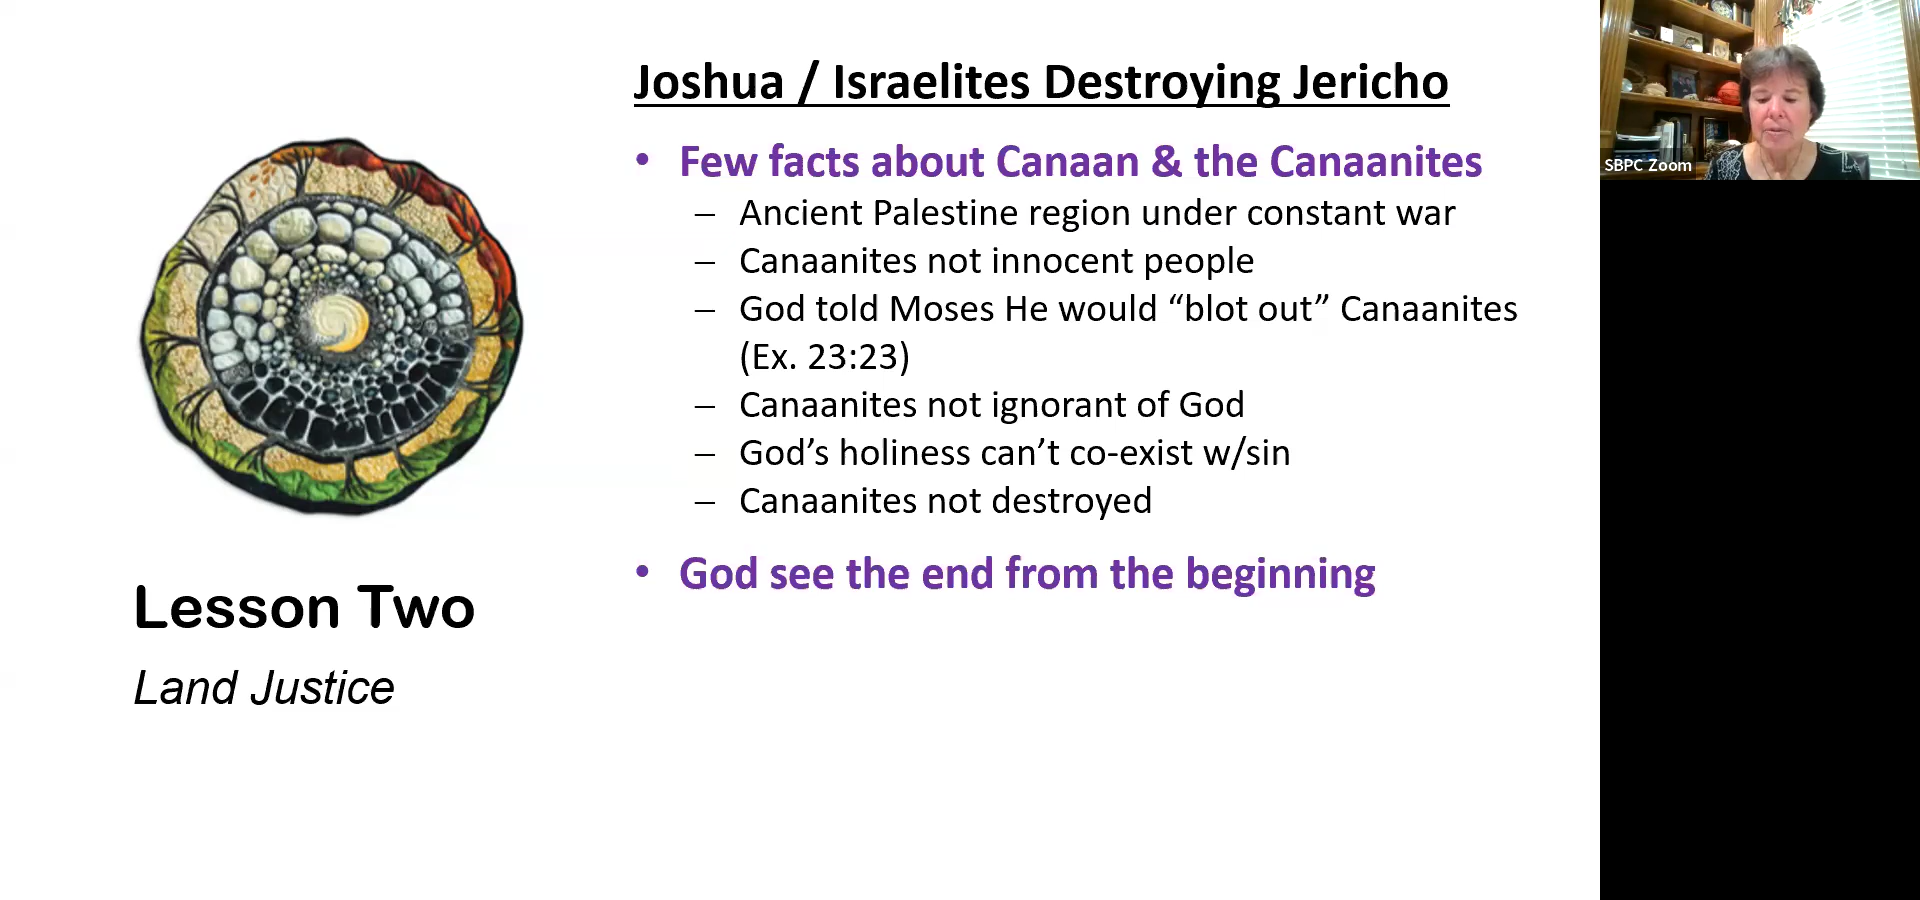 Joshua / Israelites Destroying Jericho
• Few facts about Canaan & the Canaanites
– Ancient Palestine region under constant war
– Canaanites not innocent people
– God told Moses He would “blot out” Canaanites
(Ex. 23:23)
– Canaanites not ignorant of God
– God’s holiness can’t co-exist w/sin
– Canaanites not destroyed
• God see the end from the beginning
Lesson Two
Land Justice
SBPC Zoom